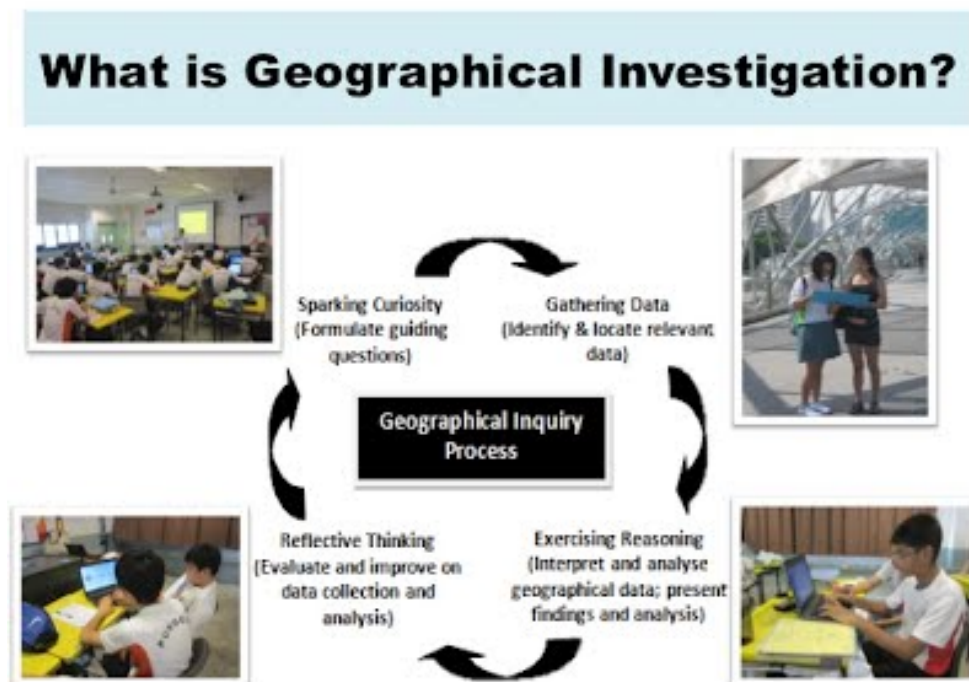 What is Geographical Investigation?
Sparking Curiosity
(Formulate guiding
questions)
Gathering Data
(Identify & locate relevant
data)
Geographical Inquiry
Process
Reflective Thinking
(Evaluate and improve on
data collection and
analysis)
Exercising Reasoning
(Interpret and analyse
geographical data; present
findings and analysis)